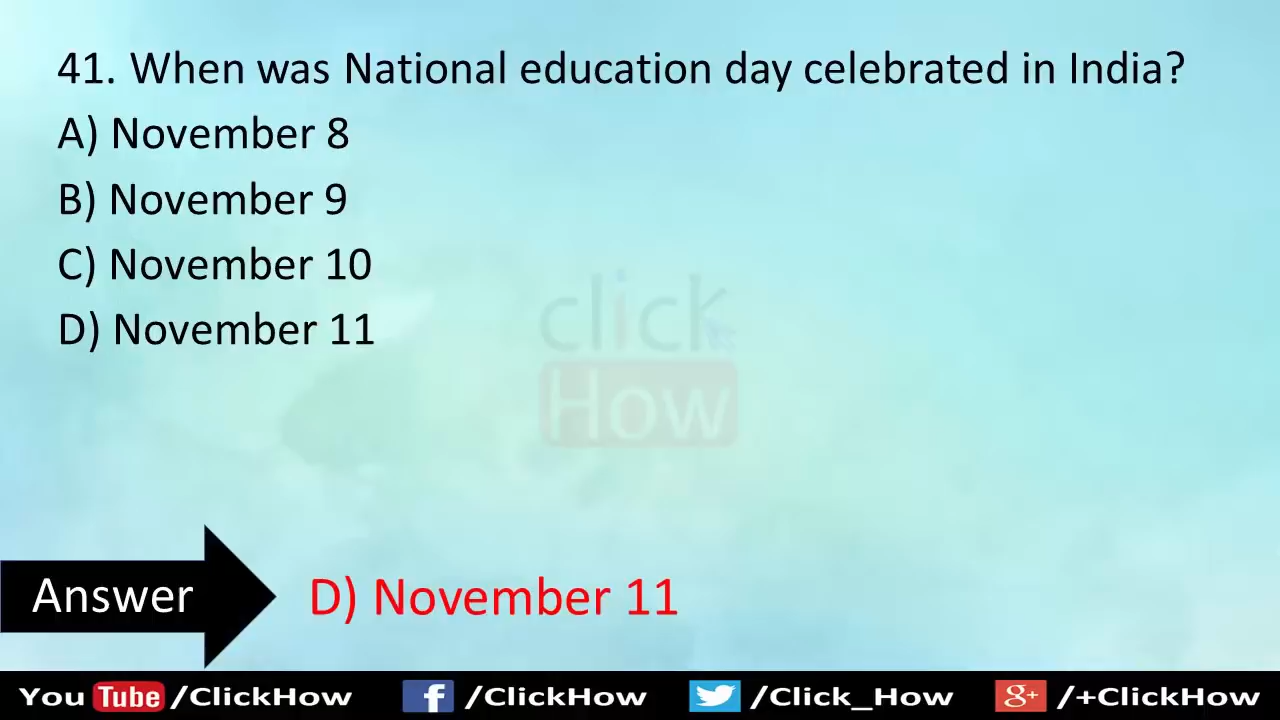 41. When was National education day celebrated in India?
A) November 8
B) November 9
C) November 10
D) November 11
click
How
Answer
D) November 11
You Tube /ClickHow f /ClickHow /Click_How g+ /+ClickHow